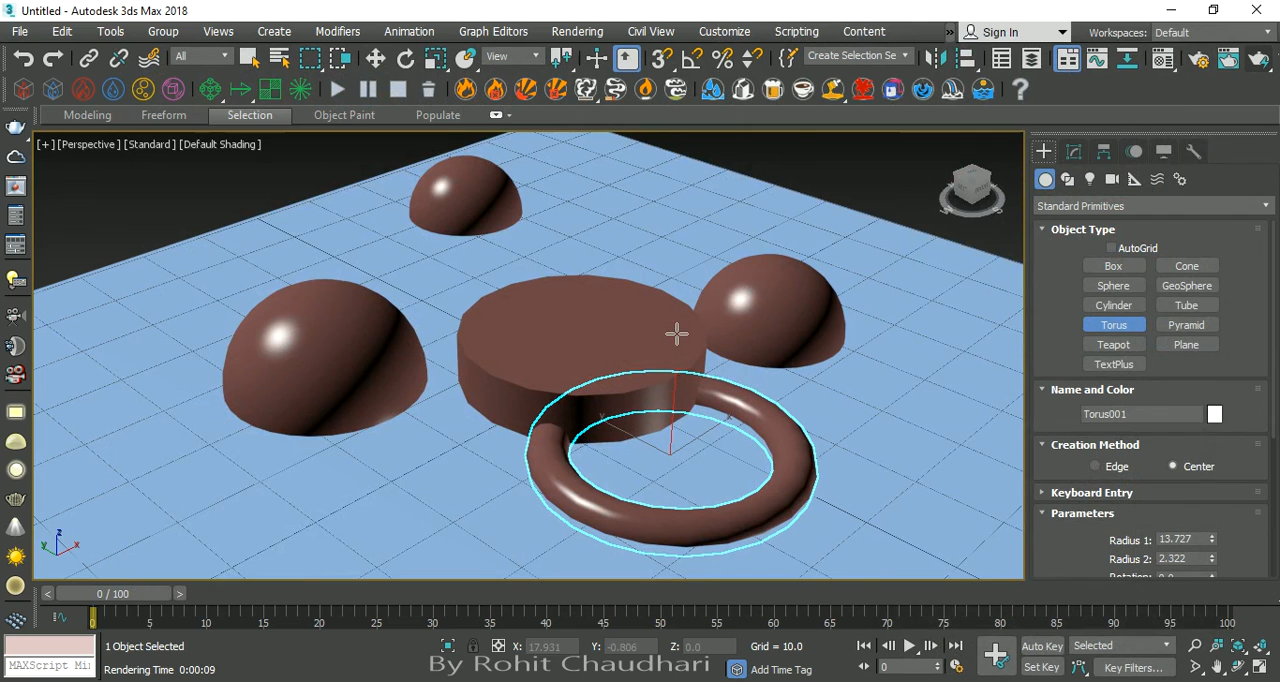 Untitled - Autodesk 3ds Max 2018
File Edit Tools Group Views Create Modifiers Animation Graph Editors Rendering Civil View Customize Scripting Content » Sign In Workspaces: Default
All View Create Selection Se
Modeling Freeform Selection Object Paint Populate
[+] [Perspective] [Standard] [Default Shading]
Standard Primitives
Object Type
AutoGrid
Box Cone
Sphere GeoSphere
Cylinder Tube
Torus Pyramid
Teapot Plane
TextPlus
Name and Color
Torus001
Creation Method
Edge Center
Keyboard Entry
Parameters
Radius 1: 13.727
Radius 2: 2.322
z
y x
< 0 / 100 >
0 5 10 15 20 25 30 35 40 45 50 55 60 65 70 75 80 85 90 95 100
1 Object Selected X: 17.931 Y: -0.806 Z: 0.0 Grid = 10.0 Auto Key Selected
MAXScript Mi: Rendering Time 0:00:09 By Rohit Chaudhari Add Time Tag 0 Set Key Key Filters...